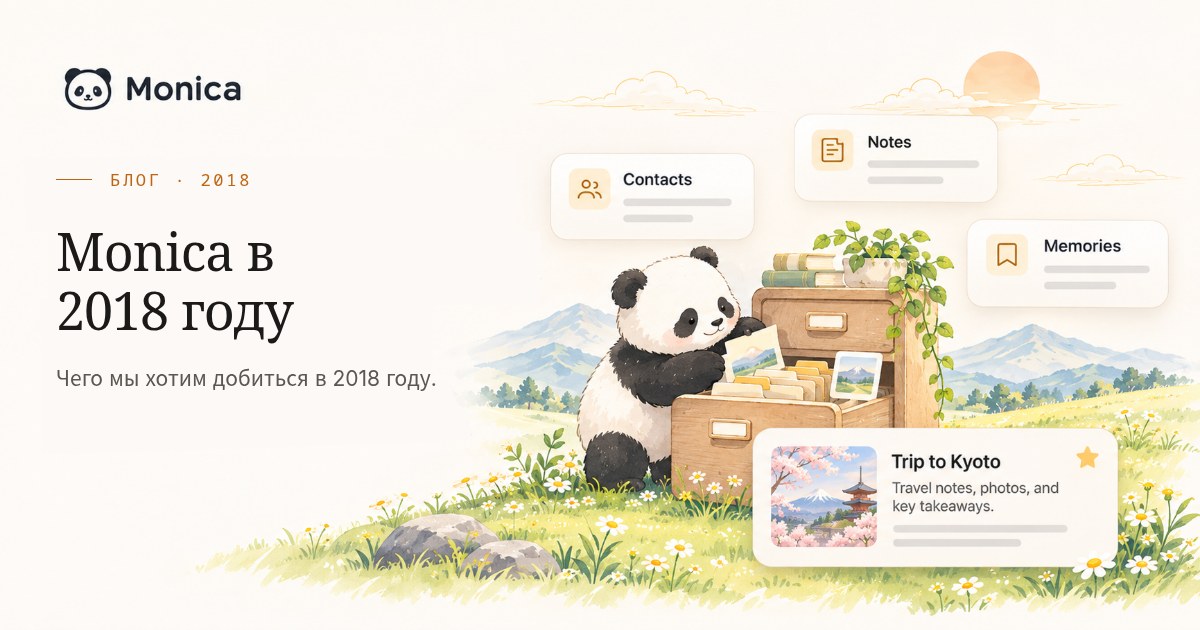 Monica
БЛОГ · 2018
Monica в
2018 году
Чего мы хотим добиться в 2018 году.
Contacts
Notes
Memories
Trip to Kyoto
Travel notes, photos, and
key takeaways.